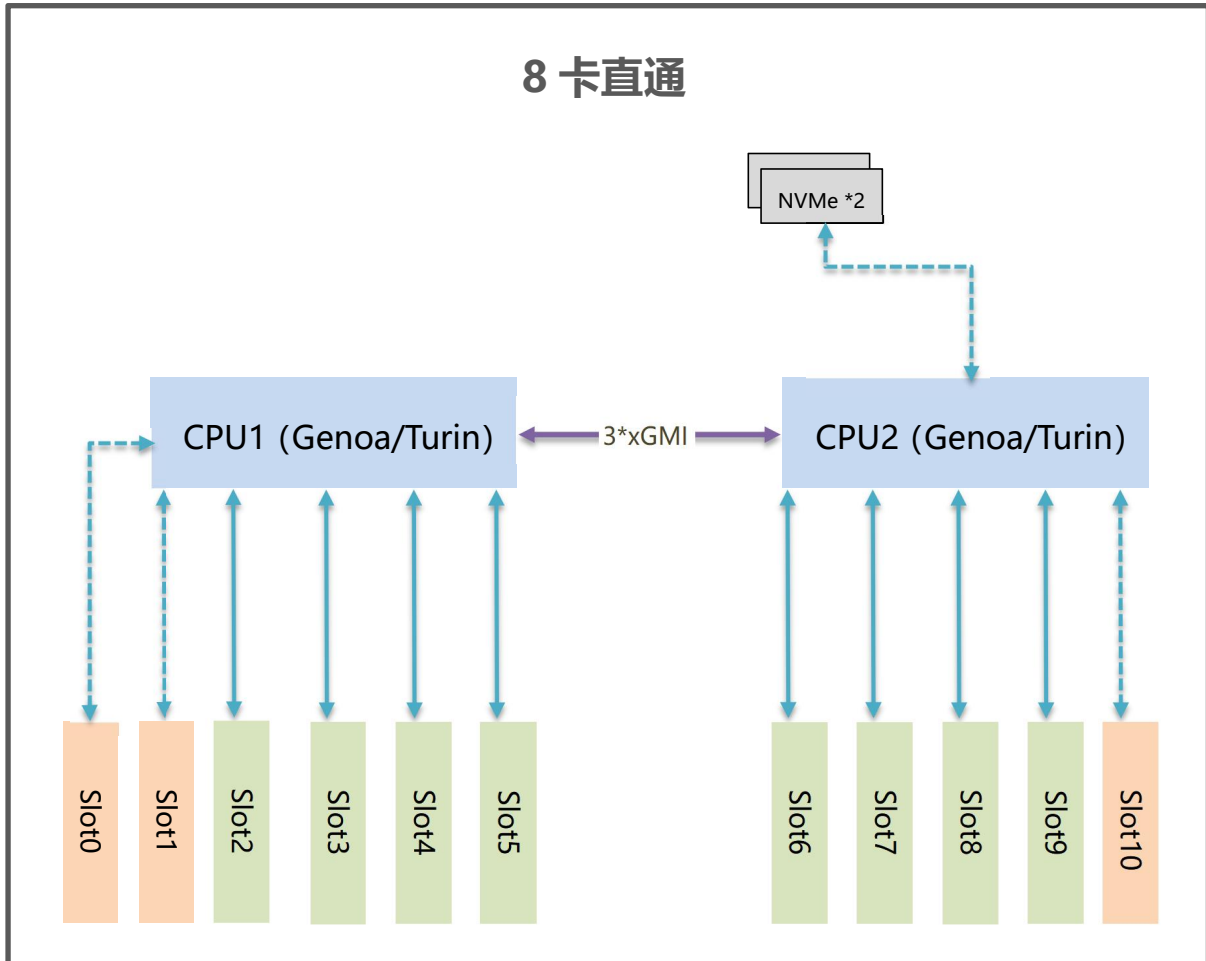 8 卡直通
NVMe *2
CPU1 (Genoa/Turin)
3*xGMI
CPU2 (Genoa/Turin)
Slot0
Slot1
Slot2
Slot3
Slot4
Slot5
Slot6
Slot7
Slot8
Slot9
Slot10